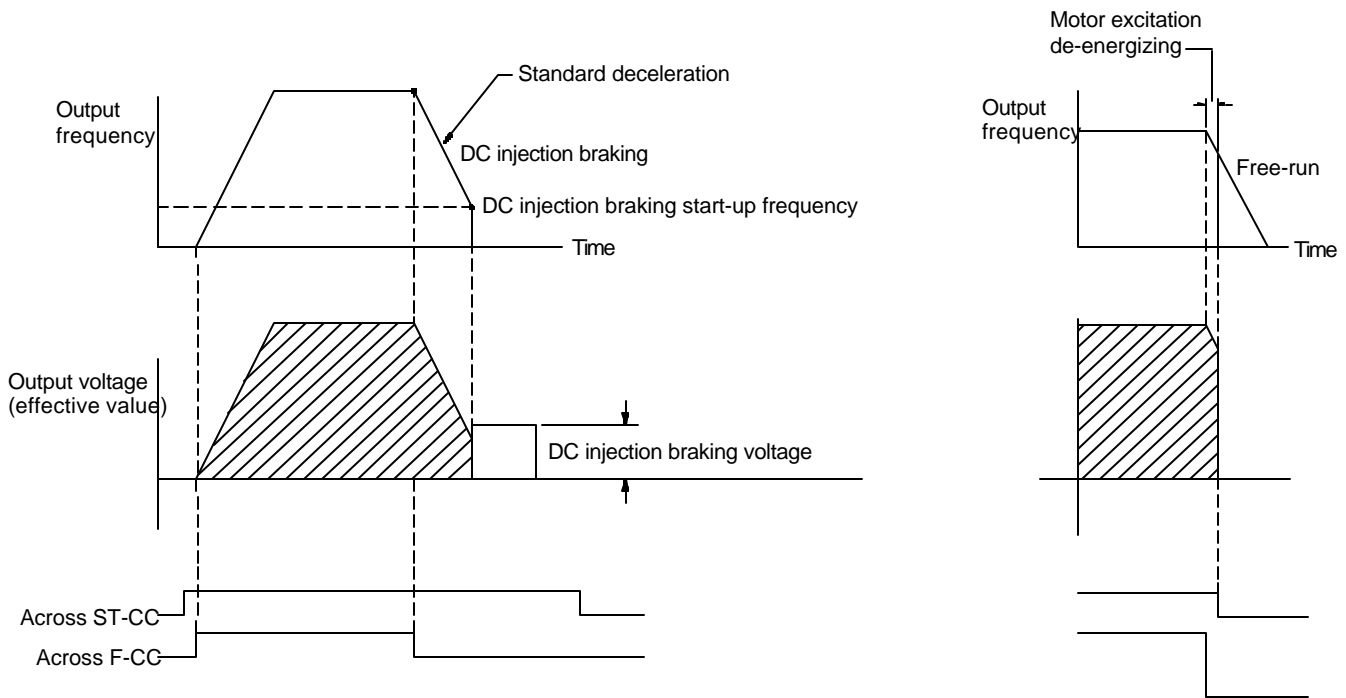 Motor excitation
de-energizing
Standard deceleration
Output
frequency
DC injection braking
DC injection braking start-up frequency
Time
Output
frequency
Free-run
Time
Output voltage
(effective value)
DC injection braking voltage
Across ST-CC
Across F-CC